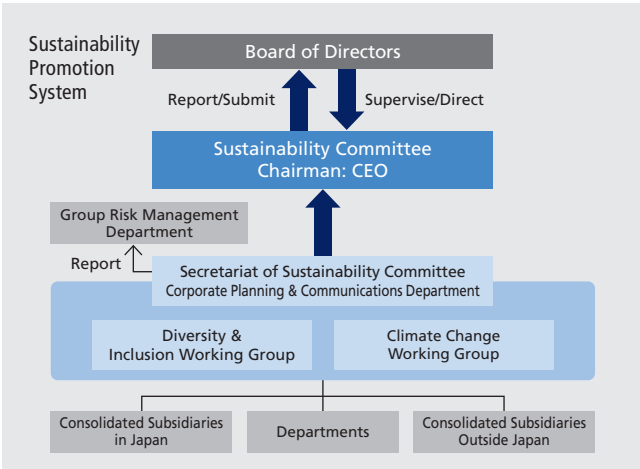 Sustainability
Promotion
System
Board of Directors
Report/Submit
Supervise/Direct
Sustainability Committee
Chairman: CEO
Group Risk Management
Department
Report
Secretariat of Sustainability Committee
Corporate Planning & Communications Department
Diversity &
Inclusion Working Group
Climate Change
Working Group
Consolidated Subsidiaries
in Japan
Departments
Consolidated Subsidiaries
Outside Japan